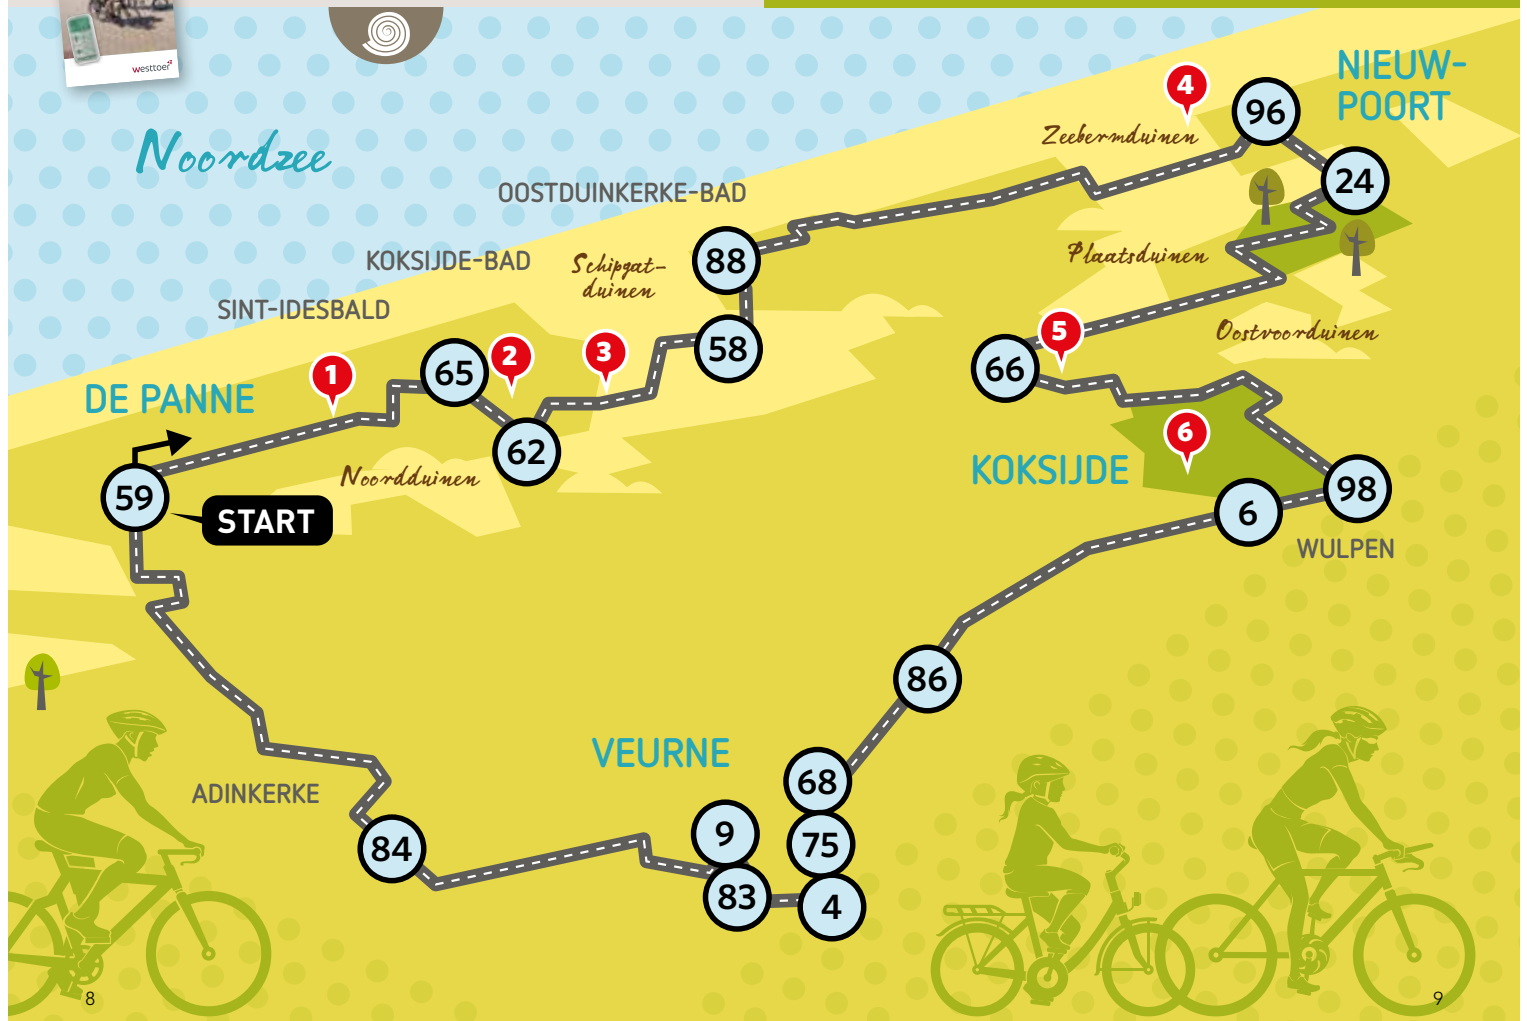 westtoer
Noordzee
NIEUW-
POORT
4
96
Zeebermduinen
24
OOSTDUINKERKE-BAD
KOKSIJDE-BAD
Schipgat-
duinen
88
Plaatsduinen
SINT-IDESBALD
Oostvoorduinen
DE PANNE
1
65
2
3
58
5
66
62
Noordduinen
6
KOKSIJDE
59
START
98
6
WULPEN
86
VEURNE
68
ADINKERKE
84
9
75
83
4
8
9